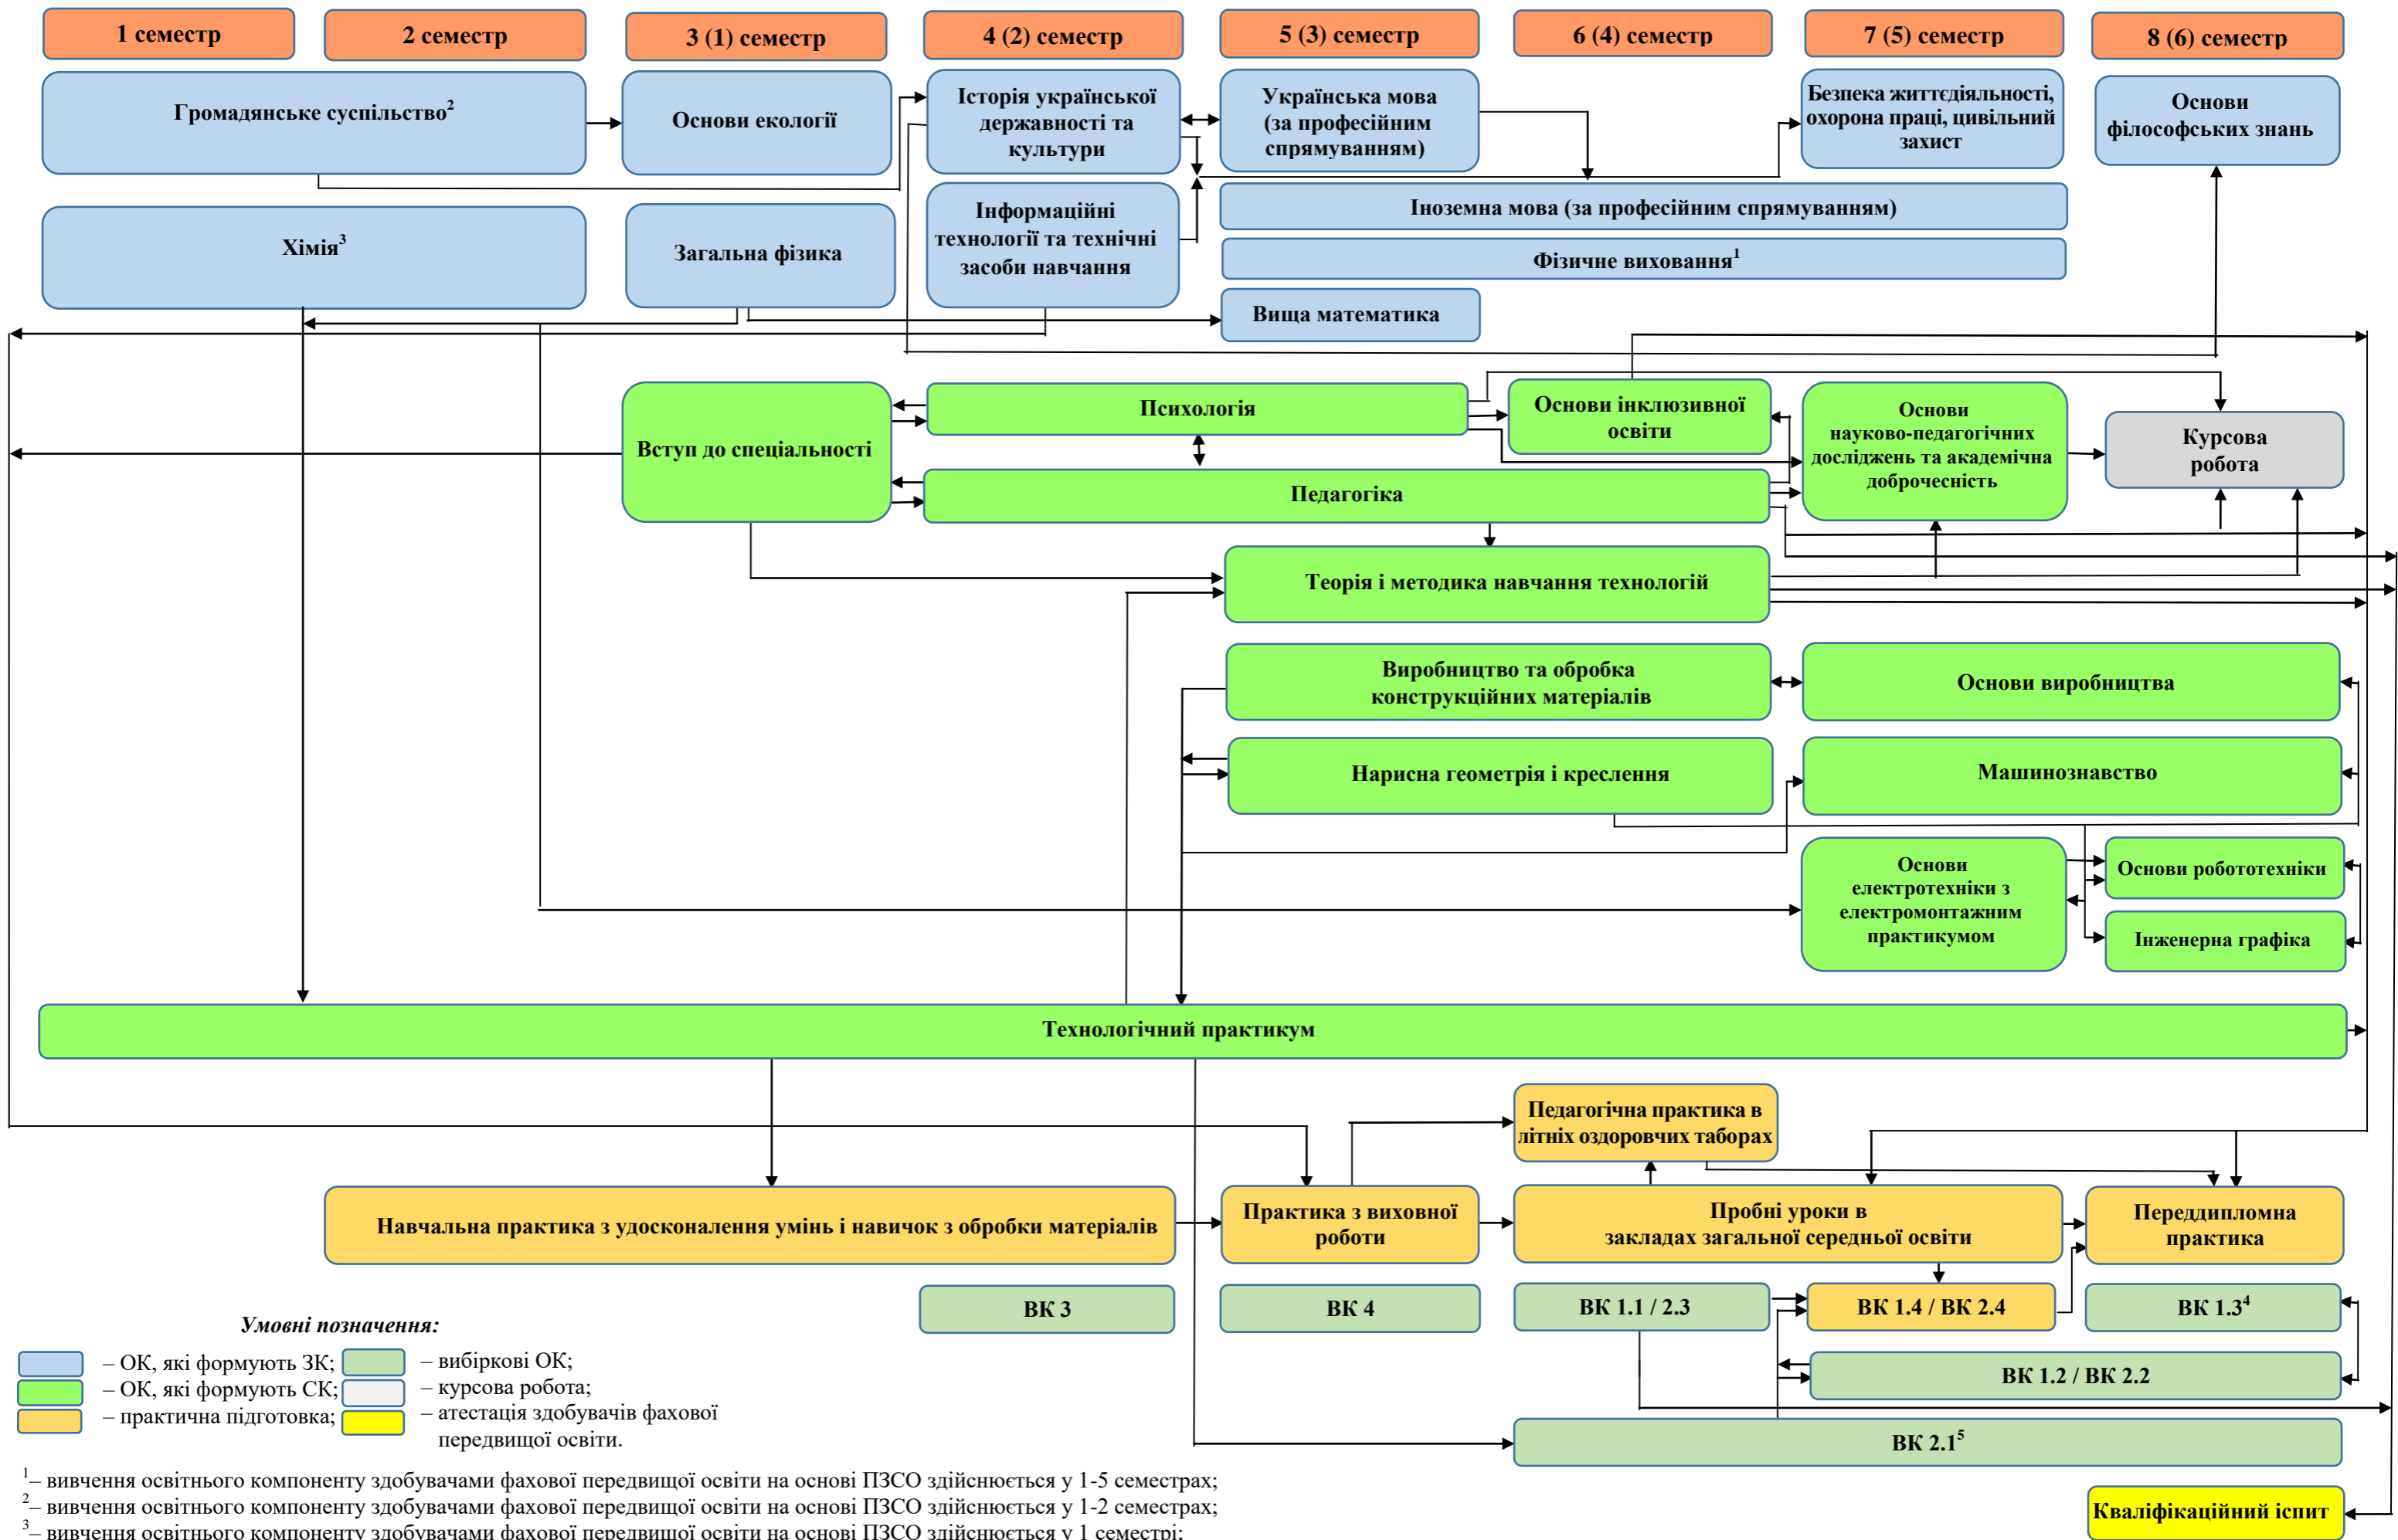 1 семестр
2 семестр
3 (1) семестр
4 (2) семестр
5 (3) семестр
6 (4) семестр
7 (5) семестр
8 (6) семестр
Громадянське суспільство²
Основи екології
Історія української
державності та
культури
Українська мова
(за професійним
спрямуванням)
Безпека життєдіяльності,
охорона праці, цивільний
захист
Основи
філософських знань
Хімія³
Загальна фізика
Інформаційні
технології та технічні
засоби навчання
Іноземна мова (за професійним спрямуванням)
Фізичне виховання¹
Вища математика
Вступ до спеціальності
Психологія
Основи інклюзивної
освіти
Основи
науково-педагогічних
досліджень та академічна
доброчесність
Курсова
робота
Педагогіка
Теорія і методика навчання технологій
Виробництво та обробка
конструкційних матеріалів
Основи виробництва
Нарисна геометрія і креслення
Машинознавство
Основи
електротехніки з
електромонтажним
практикумом
Основи робототехніки
Інженерна графіка
Технологічний практикум
Педагогічна практика в
літніх оздоровчих таборах
Навчальна практика з удосконалення умінь і навичок з обробки матеріалів
Практика з виховної
роботи
Пробні уроки в
закладах загальної середньої освіти
Переддипломна
практика
ВК 3
ВК 4
ВК 1.1 / 2.3
ВК 1.4 / ВК 2.4
ВК 1.3⁴
ВК 1.2 / ВК 2.2
ВК 2.1⁵
Кваліфікаційний іспит
Умовні позначення:
– ОК, які формують ЗК;
– ОК, які формують СК;
– практична підготовка;
– вибіркові ОК;
– курсова робота;
– атестація здобувачів фахової
передвищої освіти.
¹– вивчення освітнього компоненту здобувачами фахової передвищої освіти на основі ПЗСО здійснюється у 1-5 семестрах;
²– вивчення освітнього компоненту здобувачами фахової передвищої освіти на основі ПЗСО здійснюється у 1-2 семестрах;
³– вивчення освітнього компоненту здобувачами фахової передвищої освіти на основі ПЗСО здійснюється у 1 семестрі;